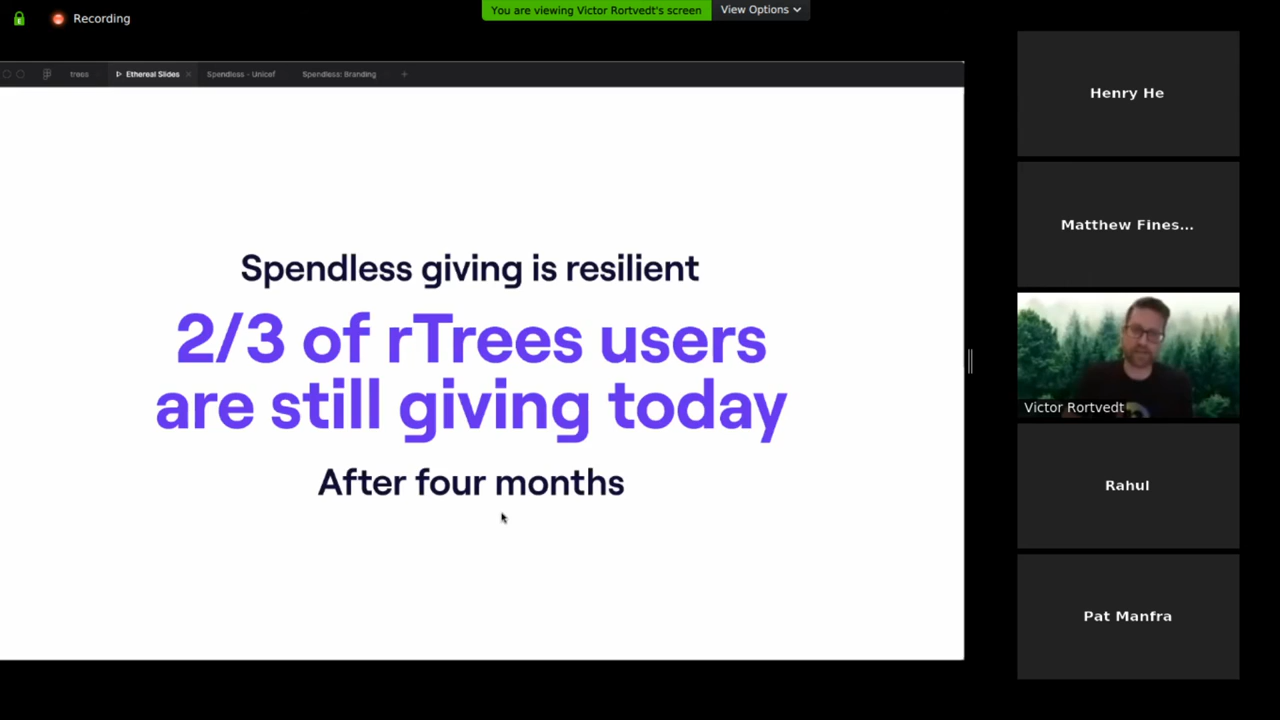 Recording
You are viewing Victor Rortvedt's screen
View Options
trees
Ethereal Slides
Spendless - Unicef
Spendless: Branding
Spendless giving is resilient
2/3 of rTrees users
are still giving today
After four months
Henry He
Matthew Fines...
Victor Rortvedt
Rahul
Pat Manfra